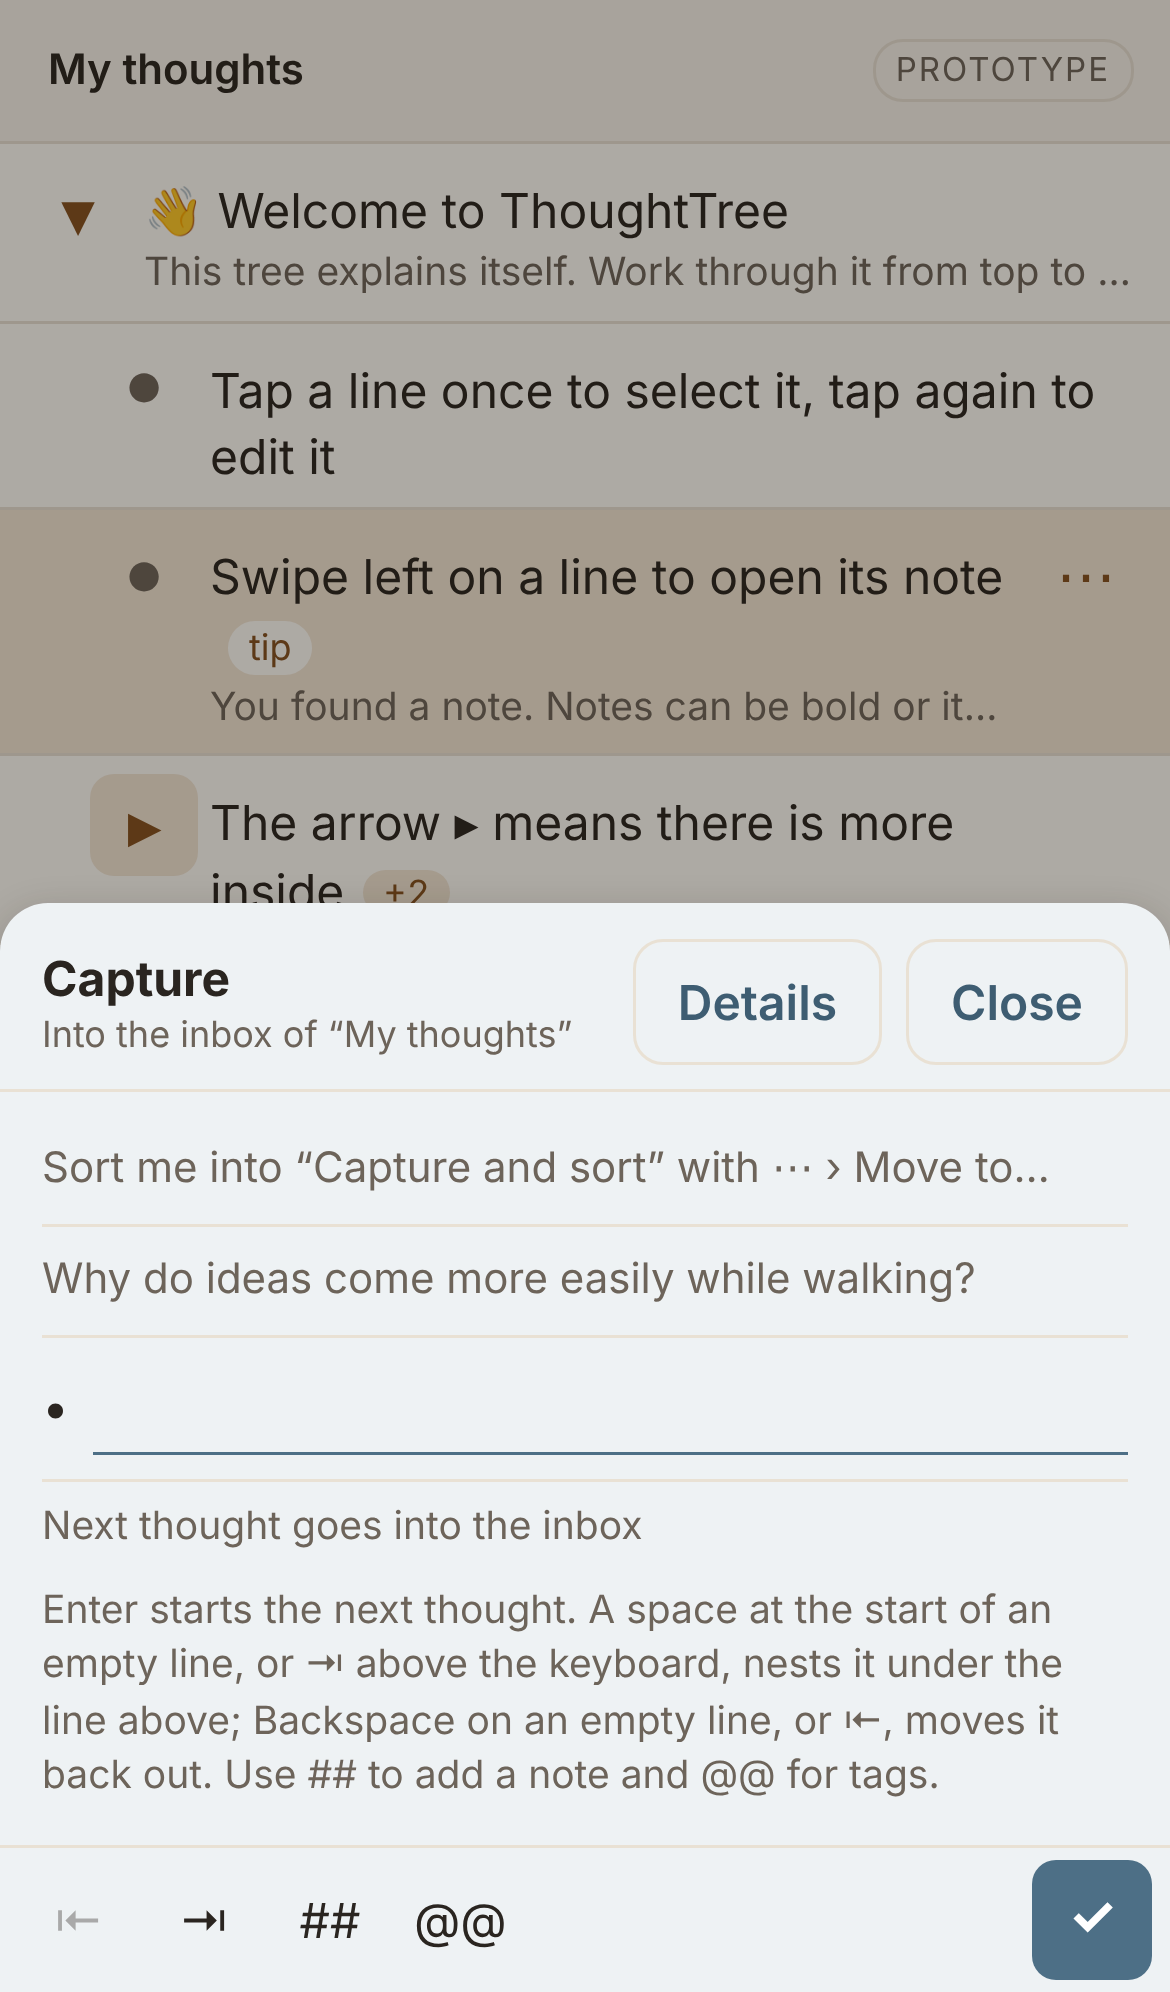 My thoughts
PROTOTYPE
▼ 👋 Welcome to ThoughtTree
This tree explains itself. Work through it from top to ...
● Tap a line once to select it, tap again to
edit it
● Swipe left on a line to open its note ⋯
tip
You found a note. Notes can be bold or it...
▶ The arrow ▸ means there is more
inside +2
Capture
Into the inbox of “My thoughts”
Details
Close
Sort me into “Capture and sort” with ⋯ › Move to...
Why do ideas come more easily while walking?
•
Next thought goes into the inbox
Enter starts the next thought. A space at the start of an
empty line, or ⇥ above the keyboard, nests it under the
line above; Backspace on an empty line, or ⇤, moves it
back out. Use ## to add a note and @@ for tags.
⇤ ⇥ ## @@ ✓